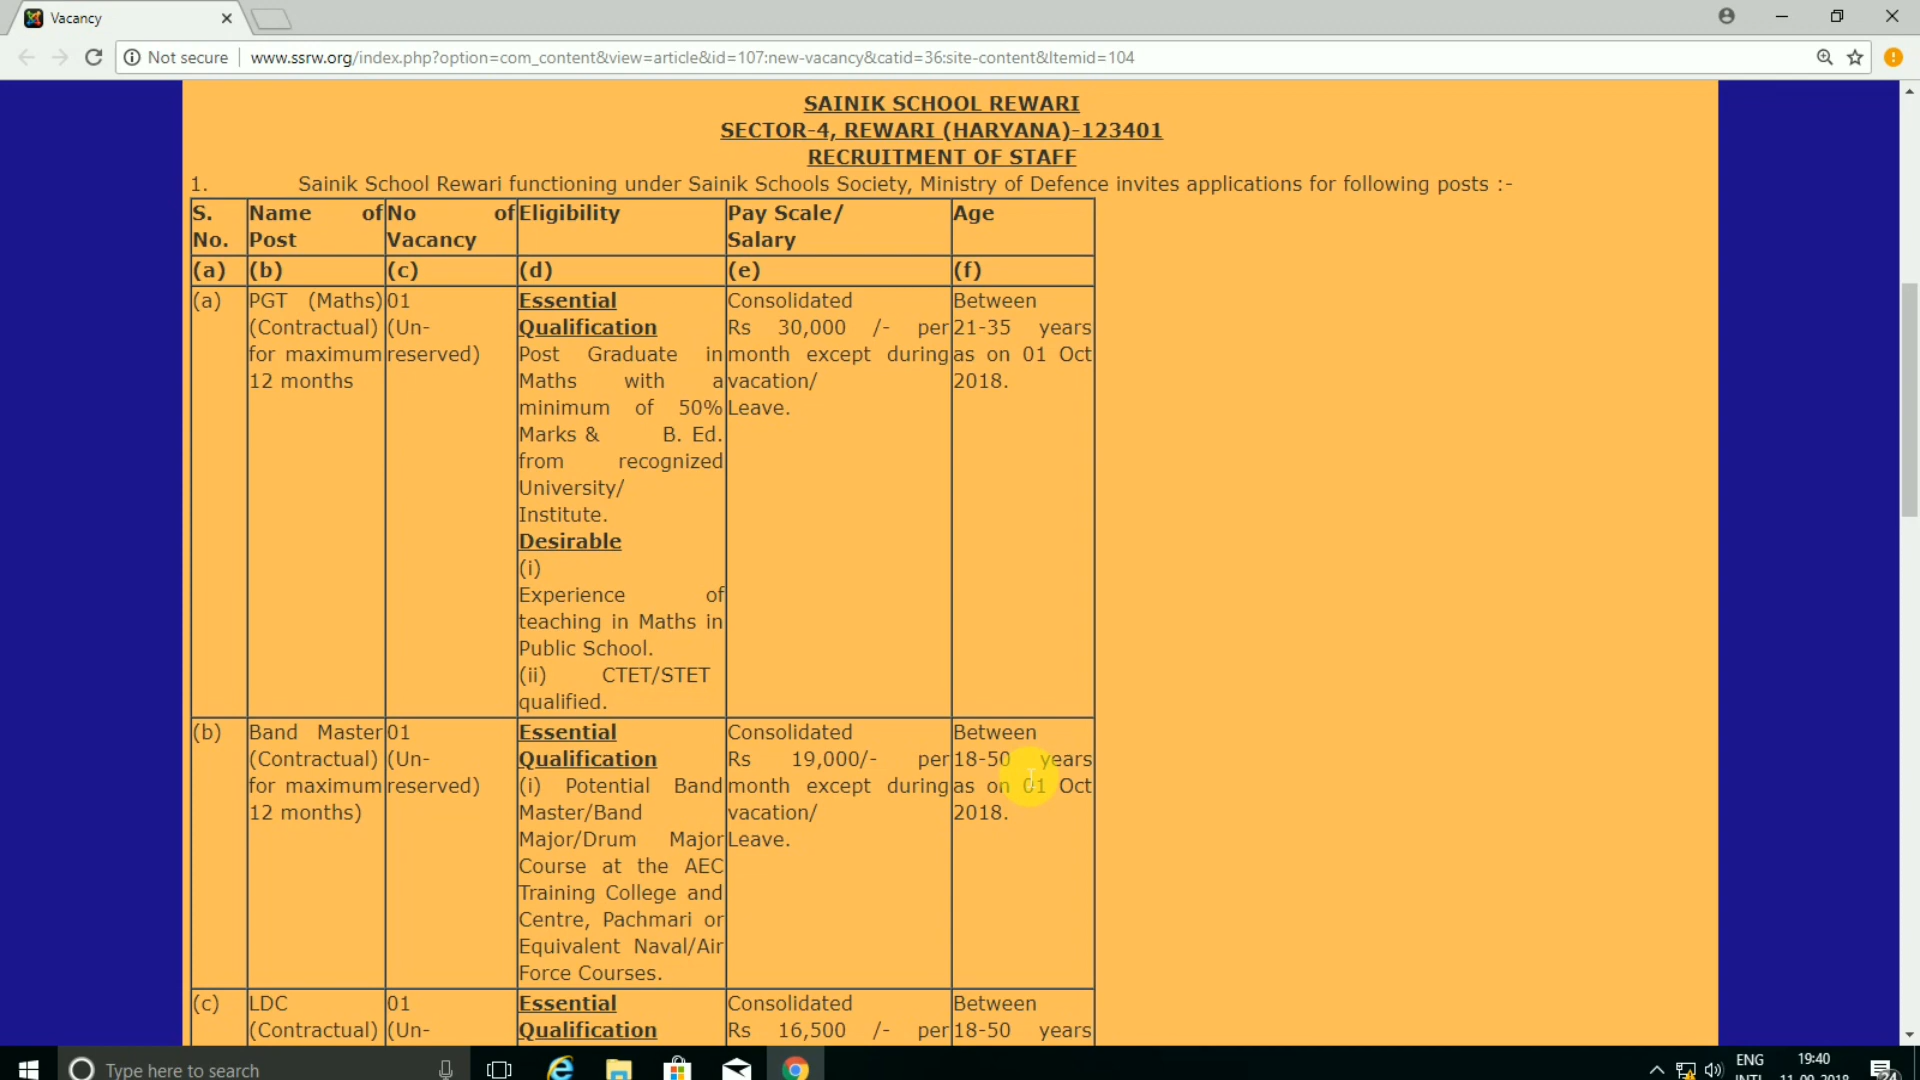 Vacancy
Not secure
www.ssrw.org/index.php?option=com_content&view=article&id=107:new-vacancy&catid=36:site-content&Itemid=104
SAINIK SCHOOL REWARI
SECTOR-4, REWARI (HARYANA)-123401
RECRUITMENT OF STAFF
1. Sainik School Rewari functioning under Sainik Schools Society, Ministry of Defence invites applications for following posts :-
S. No.
Name of Post
No of Vacancy
Eligibility
Pay Scale/ Salary
Age
(a)
(b)
(c)
(d)
(e)
(f)
(a)
PGT (Maths)
(Contractual)
for maximum
12 months
01
(Un-
reserved)
Essential
Qualification
Post Graduate in
Maths with a
minimum of 50%
Marks & B. Ed.
from recognized
University/
Institute.
Desirable
(i)
Experience of
teaching in Maths in
Public School.
(ii) CTET/STET
qualified.
Consolidated
Rs 30,000 /- per
month except during
vacation/
Leave.
Between
21-35 years
as on 01 Oct
2018.
(b)
Band Master
(Contractual)
for maximum
12 months)
01
(Un-
reserved)
Essential
Qualification
(i) Potential Band
Master/Band
Major/Drum Major
Course at the AEC
Training College and
Centre, Pachmari or
Equivalent Naval/Air
Force Courses.
Consolidated
Rs 19,000/- per
month except during
vacation/
Leave.
Between
18-50 years
as on 01 Oct
2018.
(c)
LDC
(Contractual)
01
(Un-
Essential
Qualification
Consolidated
Rs 16,500 /- per
Between
18-50 years
Type here to search
ENG
INTL
19:40
11-09-2018
24